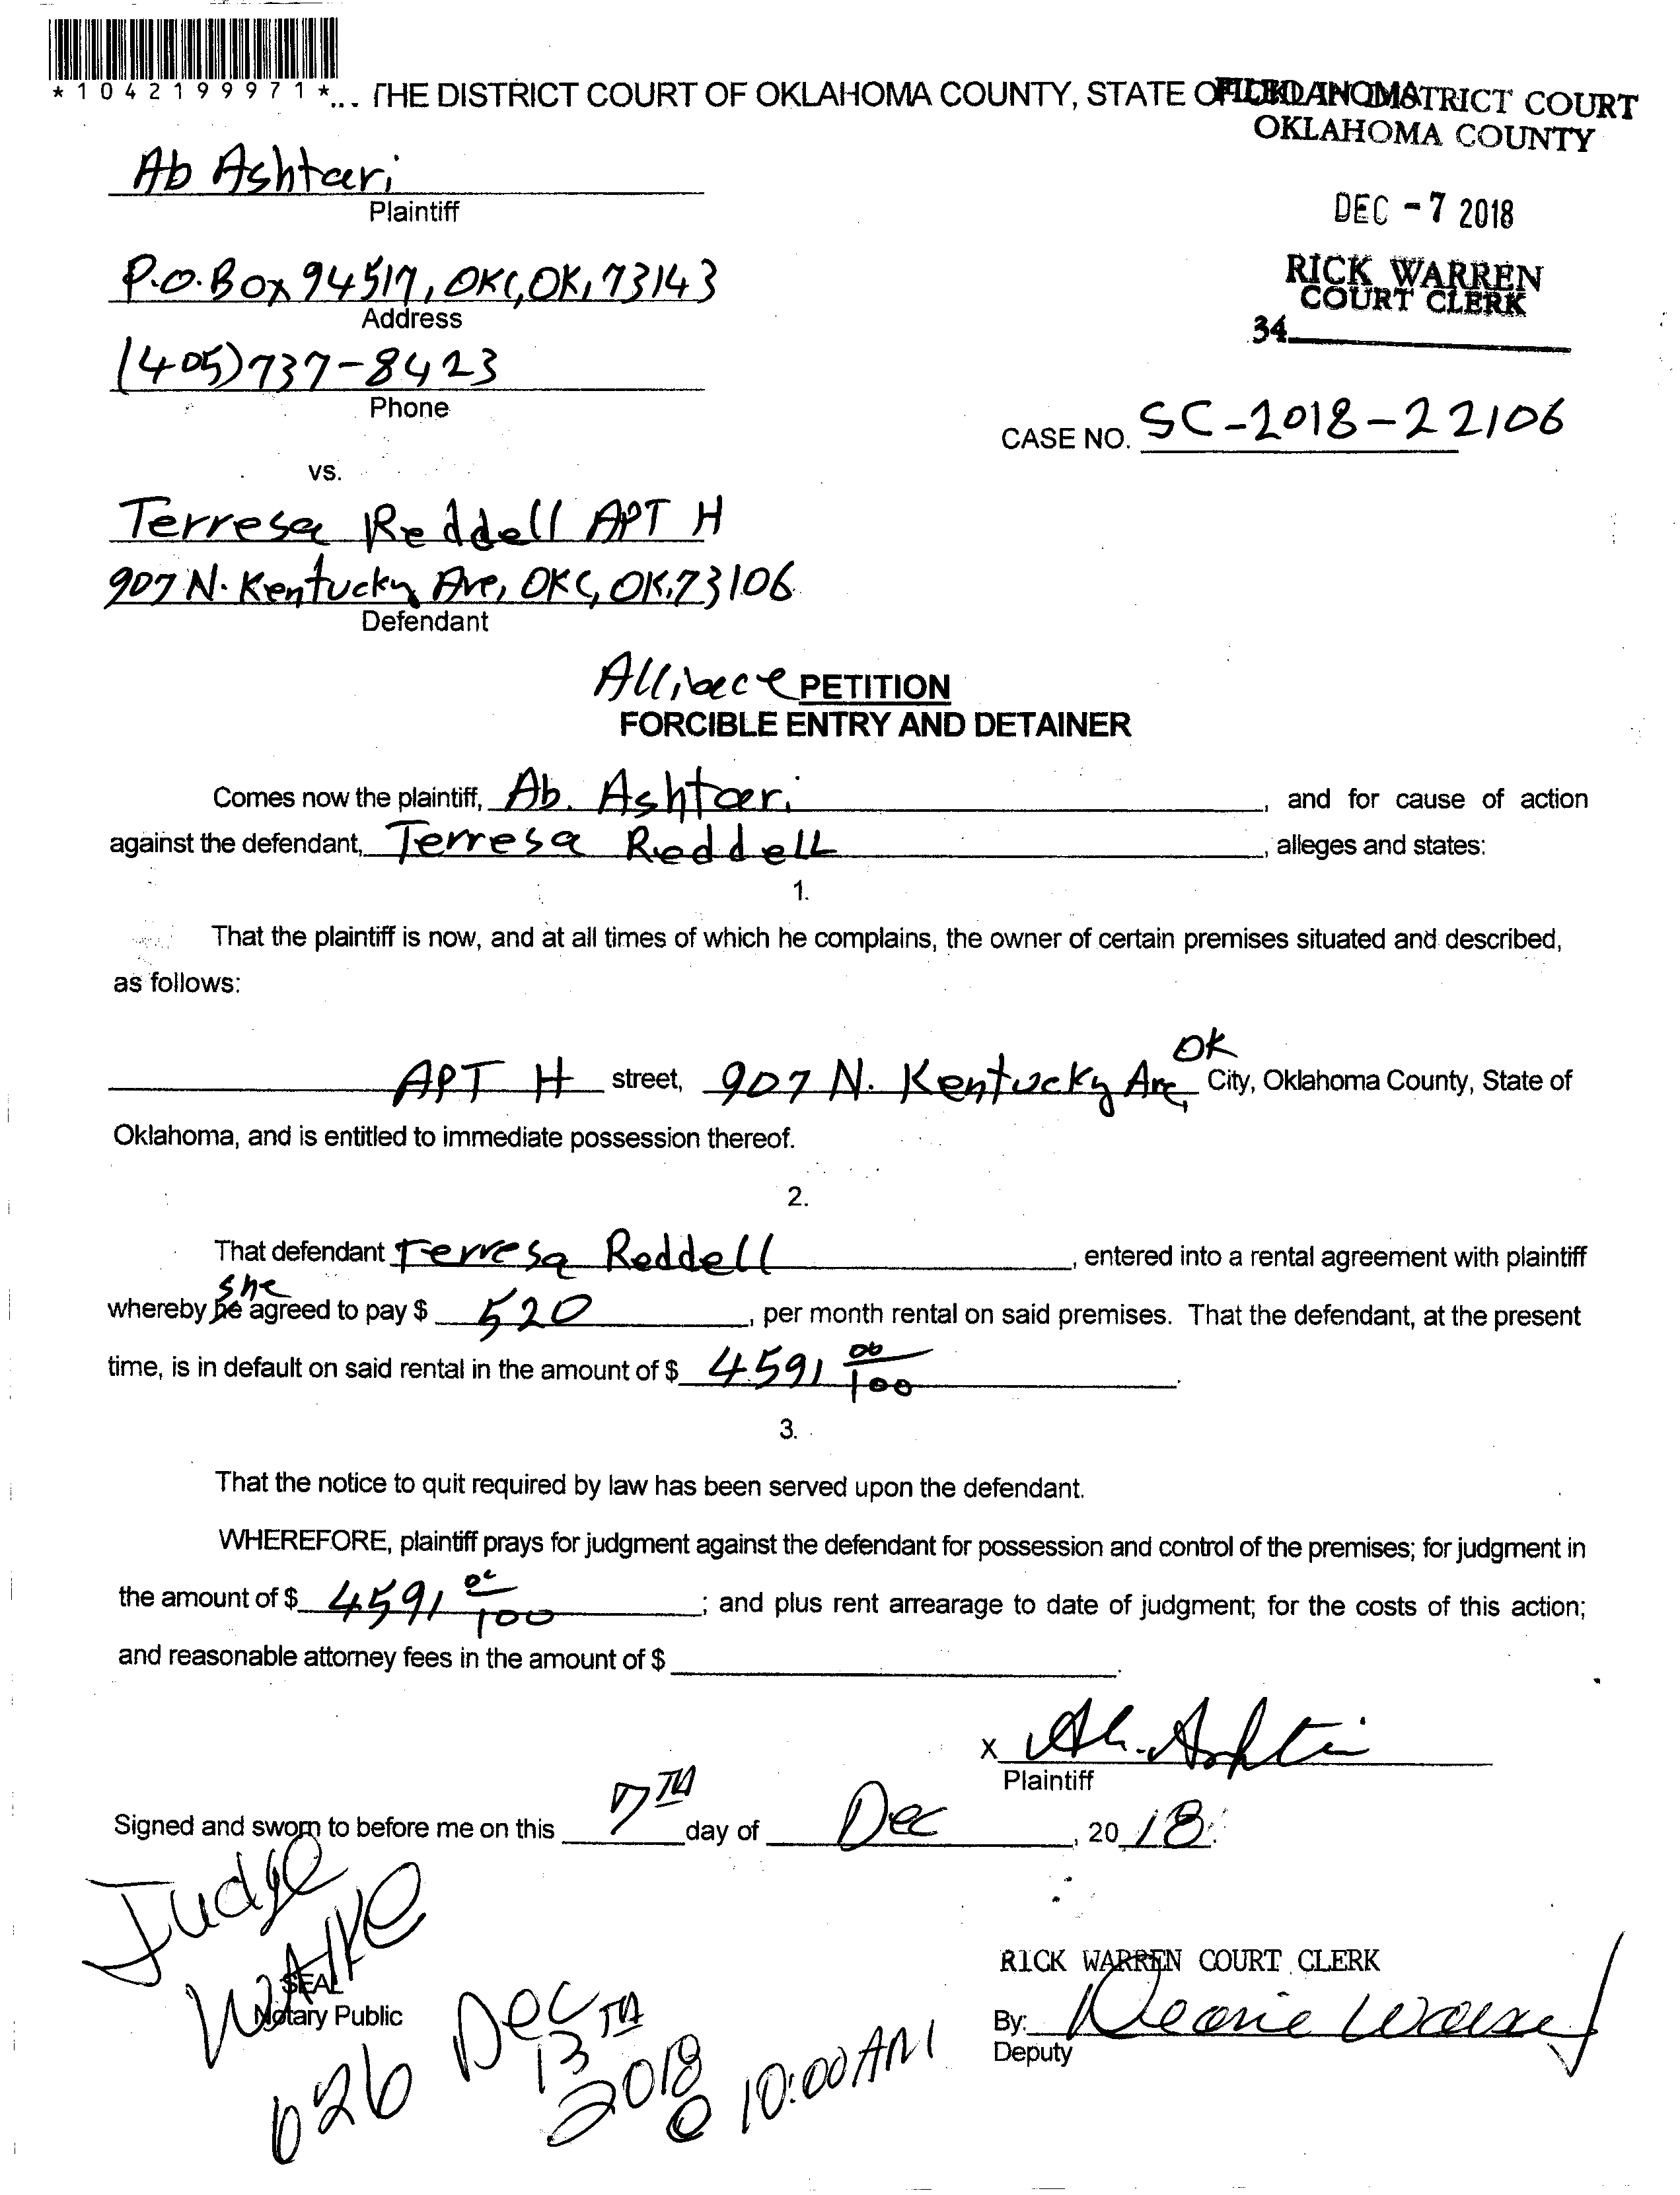 *1042199971*... THE DISTRICT COURT OF OKLAHOMA COUNTY, STATE OF OKLAHOMA
FILED IN DISTRICT COURT
OKLAHOMA COUNTY
DEC -7 2018
RICK WARREN
COURT CLERK
34
Ab Ashtari
Plaintiff
P.O. Box 94517, OKC, OK, 73143
Address
(405)737-8423
Phone
CASE NO. SC-2018-22106
vs.
Terresa Reddell APT H
907 N. Kentucky Ave, OKC, OK, 73106
Defendant
PETITION
FORCIBLE ENTRY AND DETAINER
Comes now the plaintiff, Ab. Ashtari, and for cause of action
against the defendant, Terresa Reddell, alleges and states:
1.
That the plaintiff is now, and at all times of which he complains, the owner of certain premises situated and described,
as follows:
OK
APT H street, 907 N. Kentucky Ave, City, Oklahoma County, State of
Oklahoma, and is entitled to immediate possession thereof.
2.
That defendant Terresa Reddell, entered into a rental agreement with plaintiff
she
whereby he agreed to pay $ 520, per month rental on said premises. That the defendant, at the present
time, is in default on said rental in the amount of $ 4591 00/100.
3.
That the notice to quit required by law has been served upon the defendant.
WHEREFORE, plaintiff prays for judgment against the defendant for possession and control of the premises; for judgment in
the amount of $ 4591 00/100; and plus rent arrearage to date of judgment; for the costs of this action;
and reasonable attorney fees in the amount of $
X Ab. Ashtari
Plaintiff
Signed and sworn to before me on this 7TH day of Dec, 2018.
Judge
Walke
SEAL
Notary Public
626
Dec
13TH
2018
@ 10:00 AM
RICK WARREN COURT CLERK
By:
Deputy